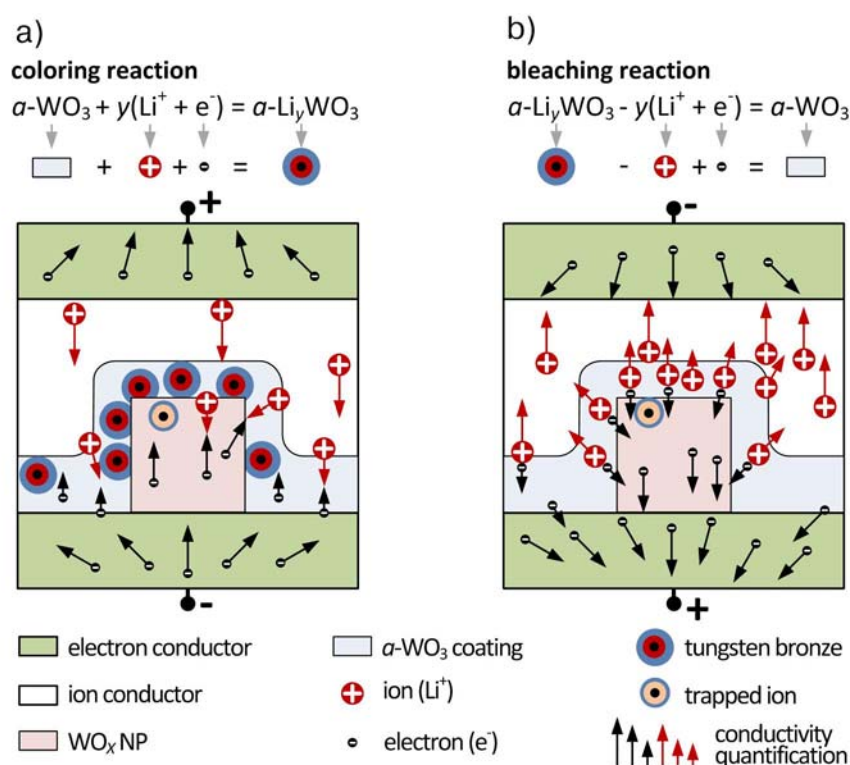 a)
coloring reaction
a-WO3 + y(Li+ + e-) = a-LiyWO3
+ + =
+
-
b)
bleaching reaction
a-LiyWO3 - y(Li+ + e-) = a-WO3
- + =
-
+
electron conductor
ion conductor
WOx NP
a-WO3 coating
ion (Li+)
electron (e-)
tungsten bronze
trapped ion
conductivity
quantification